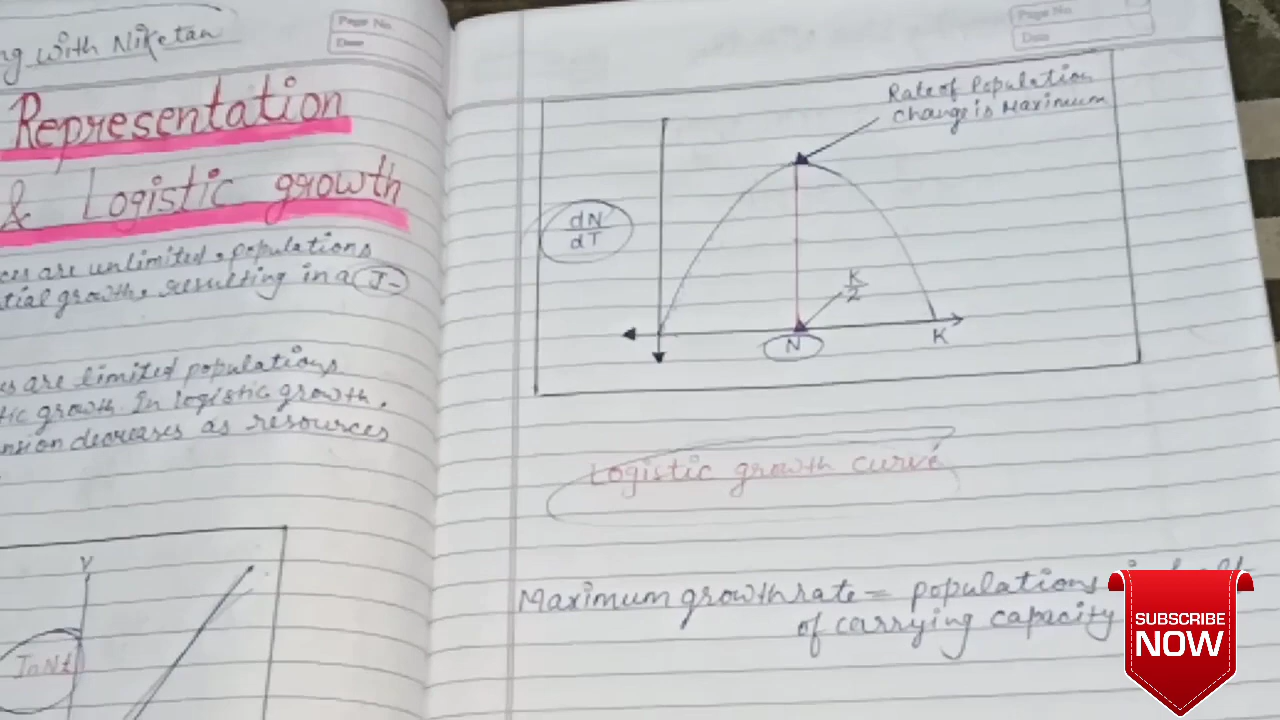 ng with Niketan
Page No.
Date
Representation
& Logistic growth
ces are unlimited, populations
tial growth, resulting in a J-
es are limited populations
tic growth. In logistic growth,
nsion decreases as resources
Y
InNt
Page No.
Date
Rate of Population
change is Maximum
dN
dT
K
2
N
K
Logistic growth curve
Maximum growth rate = populations
of carrying capacity
SUBSCRIBE
NOW